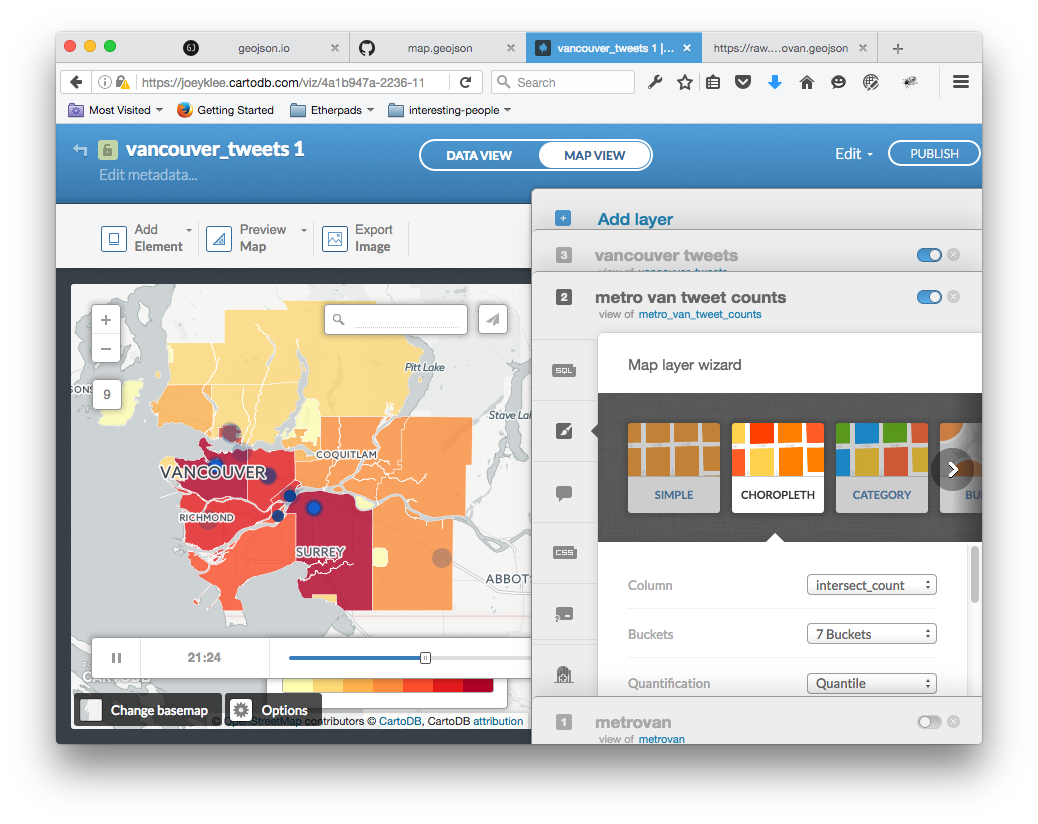 GJ geojson.io
map.geojson
vancouver_tweets 1 |...
https://raw....ovan.geojson
https://joeyklee.cartodb.com/viz/4a1b947a-2236-11
Search
Most Visited
Getting Started
Etherpads
interesting-people
vancouver_tweets 1
Edit metadata...
DATA VIEW
MAP VIEW
Edit
PUBLISH
Add Element
Preview Map
Export Image
+
−
9
SONS
Pitt Lake
Stave Lak
COQUITLAM
VANCOUVER
RICHMOND
SURREY
ABBOTS
21:24
Change basemap
Options
© OpenStreetMap contributors © CartoDB, CartoDB attribution
+ Add layer
3 vancouver tweets
view of vancouver_tweets
2 metro van tweet counts
view of metro_van_tweet_counts
SQL
CSS
Map layer wizard
SIMPLE
CHOROPLETH
CATEGORY
BU
Column
intersect_count
Buckets
7 Buckets
Quantification
Quantile
1 metrovan
view of metrovan